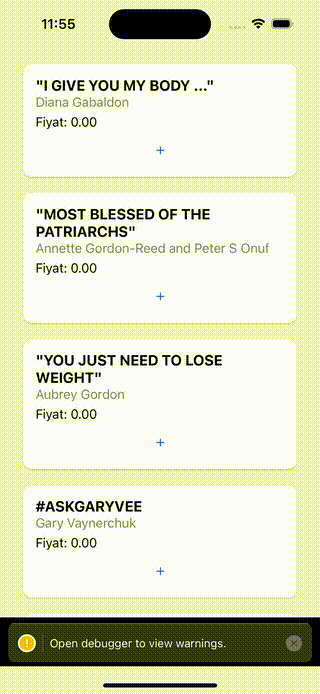 11:55
"I GIVE YOU MY BODY ..."
Diana Gabaldon
Fiyat: 0.00
+
"MOST BLESSED OF THE
PATRIARCHS"
Annette Gordon-Reed and Peter S Onuf
Fiyat: 0.00
+
"YOU JUST NEED TO LOSE
WEIGHT"
Aubrey Gordon
Fiyat: 0.00
+
#ASKGARYVEE
Gary Vaynerchuk
Fiyat: 0.00
+
Open debugger to view warnings.